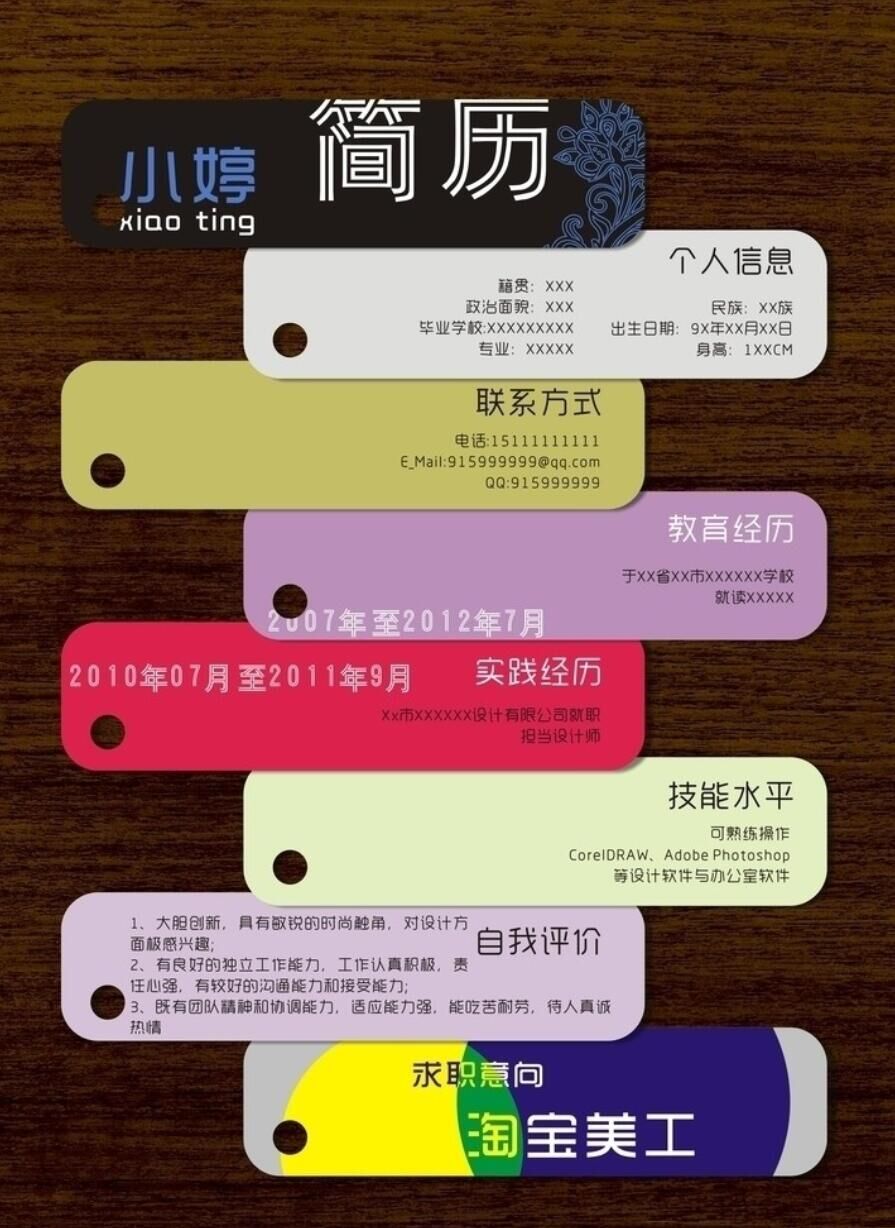 简历
小婷
xiao ting
个人信息
籍贯：XXX
政治面貌：XXX
毕业学校:XXXXXXXXX
专业：XXXXX
民族：XX族
出生日期：9X年XX月XX日
身高：1XXCM
联系方式
电话:15111111111
E_Mail:915999999@qq.com
QQ:915999999
教育经历
于XX省XX市XXXXXX学校
就读XXXXX
2007年至2012年7月
2010年07月至2011年9月
实践经历
Xx市XXXXXX设计有限公司就职
担当设计师
技能水平
可熟练操作
CorelDRAW、Adobe Photoshop
等设计软件与办公室软件
自我评价
1、大胆创新，具有敏锐的时尚触角，对设计方
面极感兴趣;
2、有良好的独立工作能力，工作认真积极，责
任心强，有较好的沟通能力和接受能力;
3、既有团队精神和协调能力，适应能力强，能吃苦耐劳，待人真诚
热情
求职意向
淘宝美工